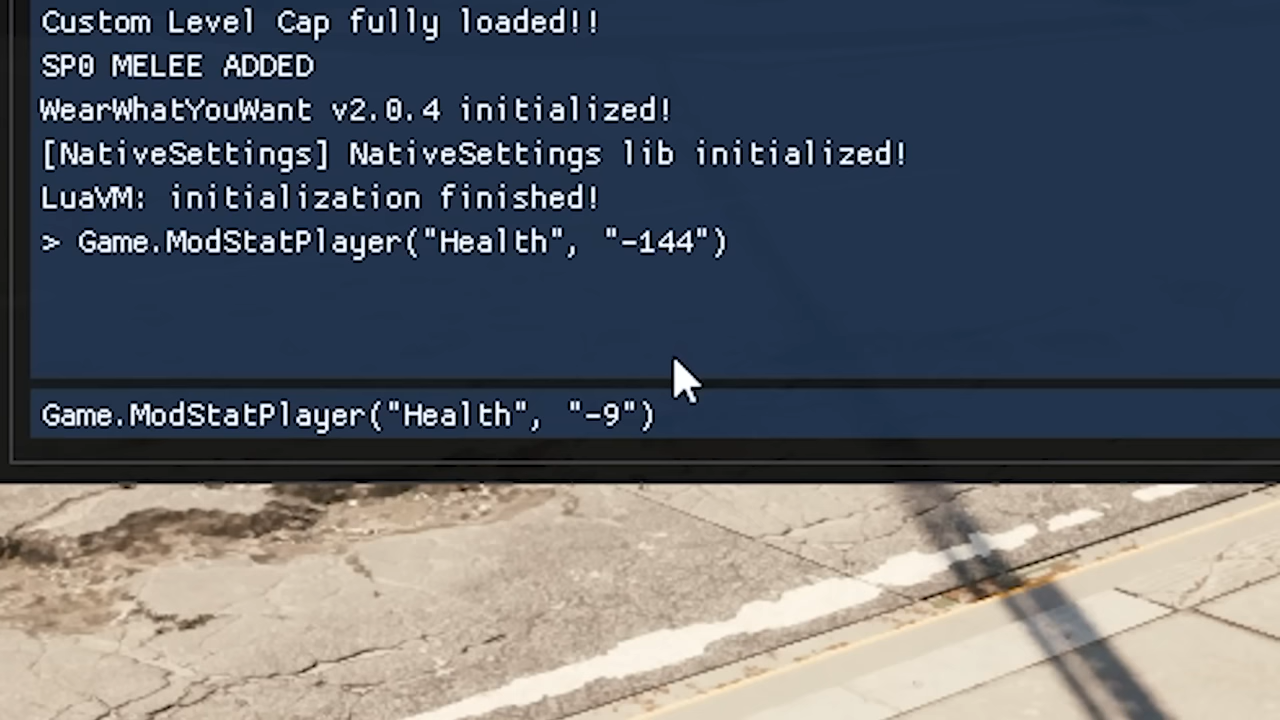 Custom Level Cap fully loaded!!
SP0 MELEE ADDED
WearWhatYouWant v2.0.4 initialized!
[NativeSettings] NativeSettings lib initialized!
LuaVM: initialization finished!
> Game.ModStatPlayer("Health", "-144")
Game.ModStatPlayer("Health", "-9")